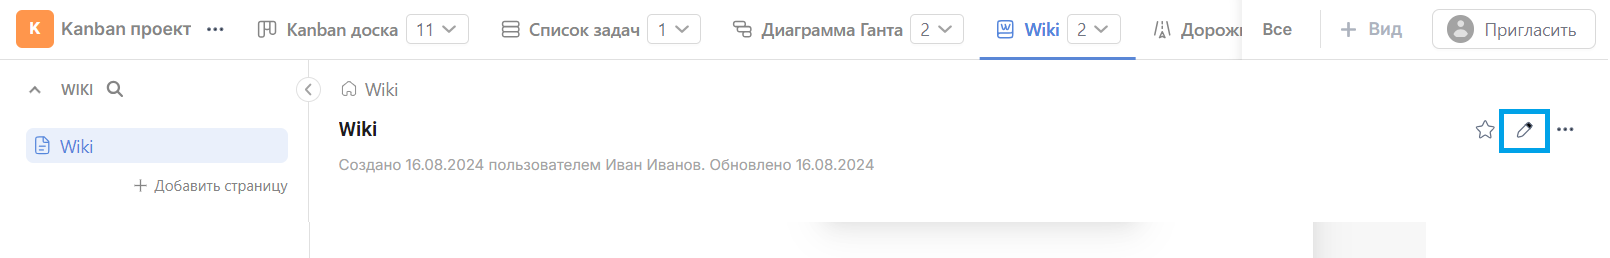 K Kanban проект ··· Kanban доска 11 Список задач 1 Диаграмма Ганта 2 Wiki 2 Все + Вид Пригласить
WIKI
Wiki
Wiki
Wiki
Создано 16.08.2024 пользователем Иван Иванов. Обновлено 16.08.2024
+ Добавить страницу